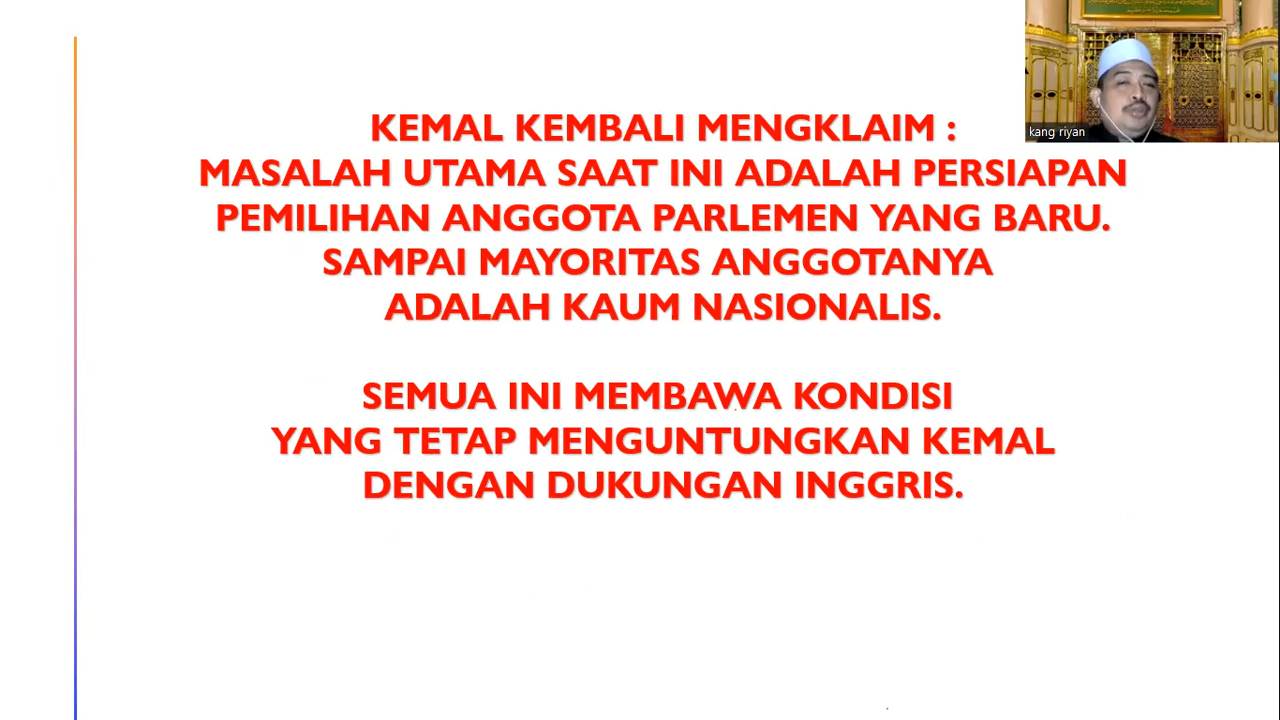 KEMAL KEMBALI MENGKLAIM :
MASALAH UTAMA SAAT INI ADALAH PERSIAPAN
PEMILIHAN ANGGOTA PARLEMEN YANG BARU.
SAMPAI MAYORITAS ANGGOTANYA
ADALAH KAUM NASIONALIS.
SEMUA INI MEMBAWA KONDISI
YANG TETAP MENGUNTUNGKAN KEMAL
DENGAN DUKUNGAN INGGRIS.
kang riyan